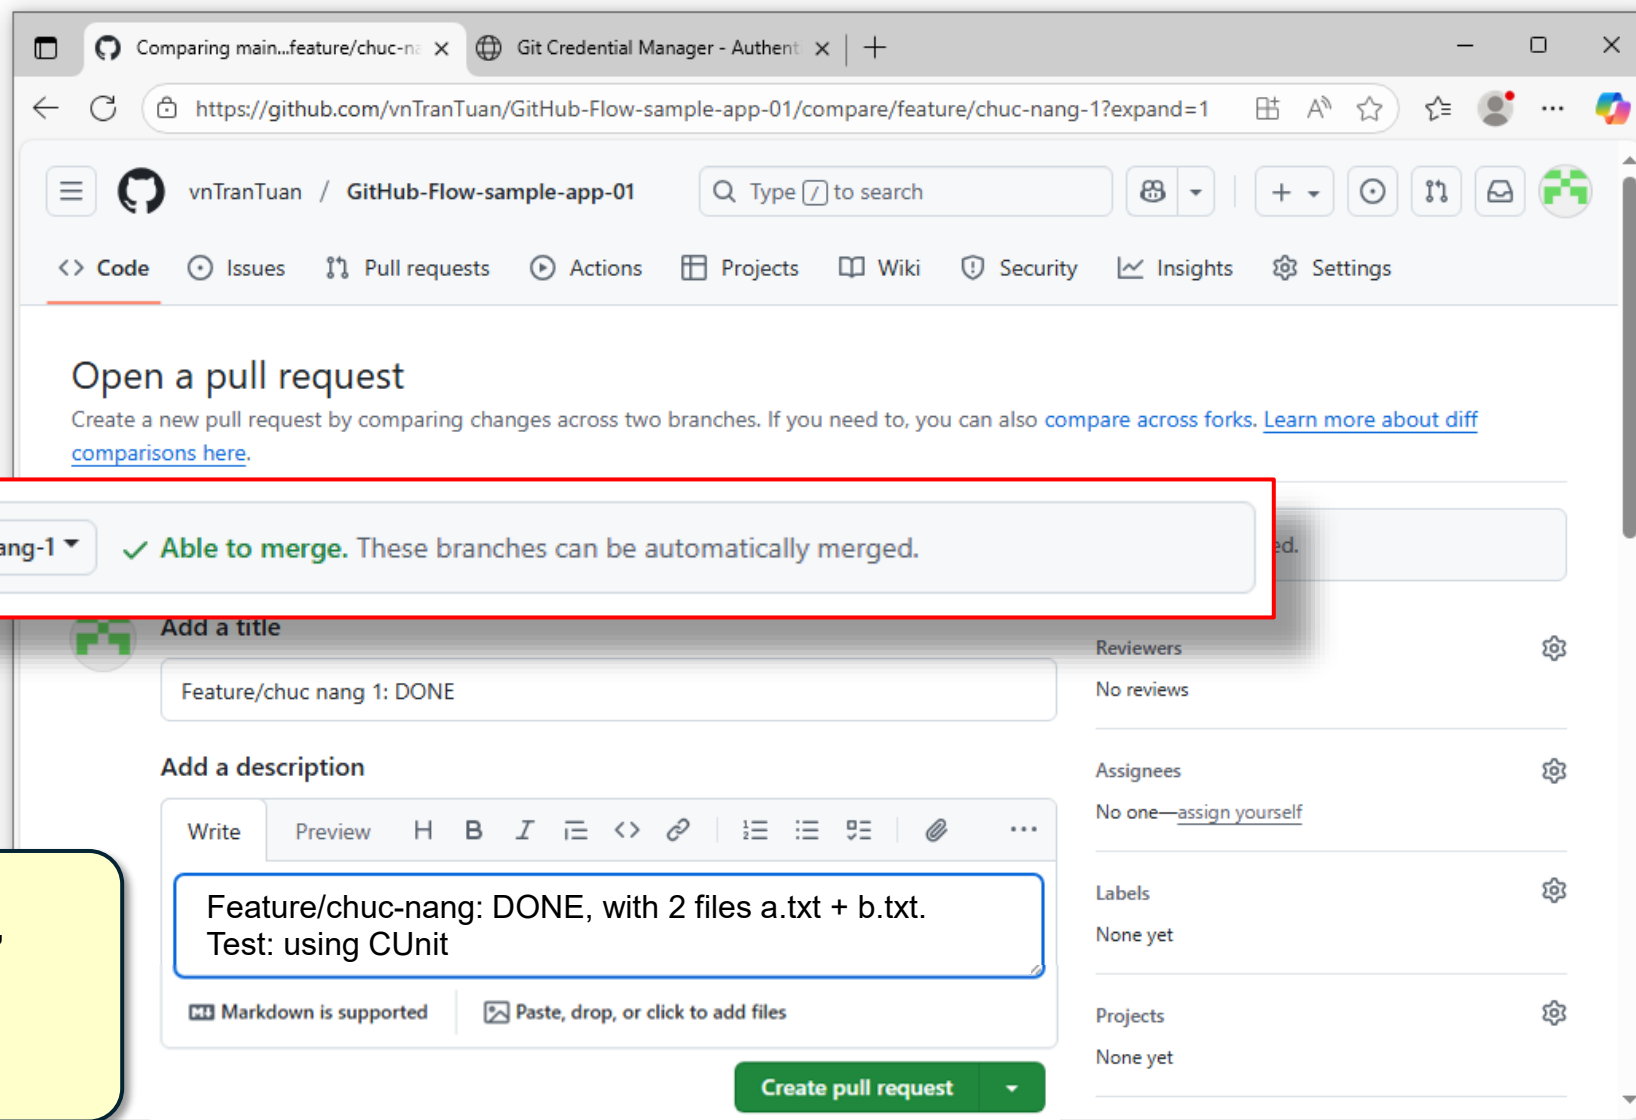 Comparing main...feature/chuc-na
Git Credential Manager - Authent
https://github.com/vnTranTuan/GitHub-Flow-sample-app-01/compare/feature/chuc-nang-1?expand=1
vnTranTuan / GitHub-Flow-sample-app-01
Type / to search
Code Issues Pull requests Actions Projects Wiki Security Insights Settings
Open a pull request
Create a new pull request by comparing changes across two branches. If you need to, you can also compare across forks. Learn more about diff
comparisons here.
ang-1 Able to merge. These branches can be automatically merged.
ed.
Add a title
Feature/chuc nang 1: DONE
Add a description
Write Preview H B I
Feature/chuc-nang: DONE, with 2 files a.txt + b.txt.
Test: using CUnit
Markdown is supported
Paste, drop, or click to add files
Create pull request
Reviewers
No reviews
Assignees
No one—assign yourself
Labels
None yet
Projects
None yet